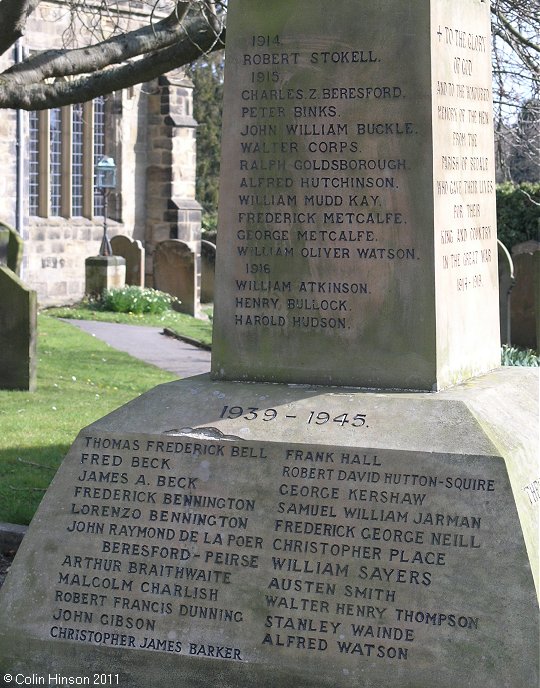 1914.
ROBERT STOKELL.
1915.
CHARLES. Z. BERESFORD.
PETER BINKS.
JOHN WILLIAM BUCKLE.
WALTER CORPS.
RALPH GOLDSBOROUGH.
ALFRED HUTCHINSON.
WILLIAM MUDD KAY.
FREDERICK METCALFE.
GEORGE METCALFE.
WILLIAM OLIVER WATSON.
1916
WILLIAM ATKINSON.
HENRY BULLOCK.
HAROLD HUDSON.
+ TO THE GLORY
OF GOD
AND TO THE HONOURED
MEMORY OF THE MEN
FROM THE
PARISH OF BEDALE
WHO GAVE THEIR LIVES
FOR THEIR
KING AND COUNTRY
IN THE GREAT WAR
1914-1919
1939 - 1945.
THOMAS FREDERICK BELL
FRED BECK
JAMES A. BECK
FREDERICK BENNINGTON
LORENZO BENNINGTON
JOHN RAYMOND DE LA POER
BERESFORD-PEIRSE
ARTHUR BRAITHWAITE
MALCOLM CHARLISH
ROBERT FRANCIS DUNNING
JOHN GIBSON
CHRISTOPHER JAMES BARKER
FRANK HALL
ROBERT DAVID HUTTON-SQUIRE
GEORGE KERSHAW
SAMUEL WILLIAM JARMAN
FREDERICK GEORGE NEILL
CHRISTOPHER PLACE
WILLIAM SAYERS
AUSTEN SMITH
WALTER HENRY THOMPSON
STANLEY WAINDE
ALFRED WATSON
©Colin Hinson 2011